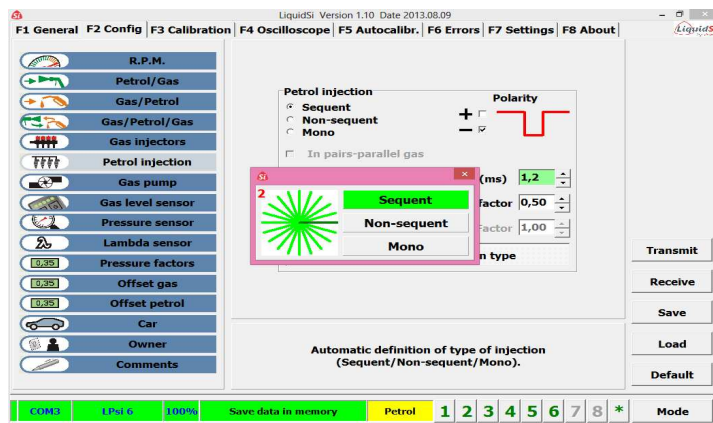 LiquidSi Version 1.10 Date 2013.08.09
F1 General F2 Config F3 Calibration F4 Oscilloscope F5 Autocalibr. F6 Errors F7 Settings F8 About
R.P.M.
Petrol/Gas
Gas/Petrol
Gas/Petrol/Gas
Gas injectors
Petrol injection
Gas pump
Gas level sensor
Pressure sensor
Lambda sensor
0,35 Pressure factors
0,35 Offset gas
0,35 Offset petrol
Car
Owner
Comments
Petrol injection
Sequent
Non-sequent
Mono
Polarity
+
−
In pairs-parallel gas
(ms) 1,2
factor 0,50
Factor 1,00
n type
2
Sequent
Non-sequent
Mono
Automatic definition of type of injection
(Sequent/Non-sequent/Mono).
Transmit
Receive
Save
Load
Default
COM3 LPsi 6 100% Save data in memory Petrol 1 2 3 4 5 6 7 8 * Mode